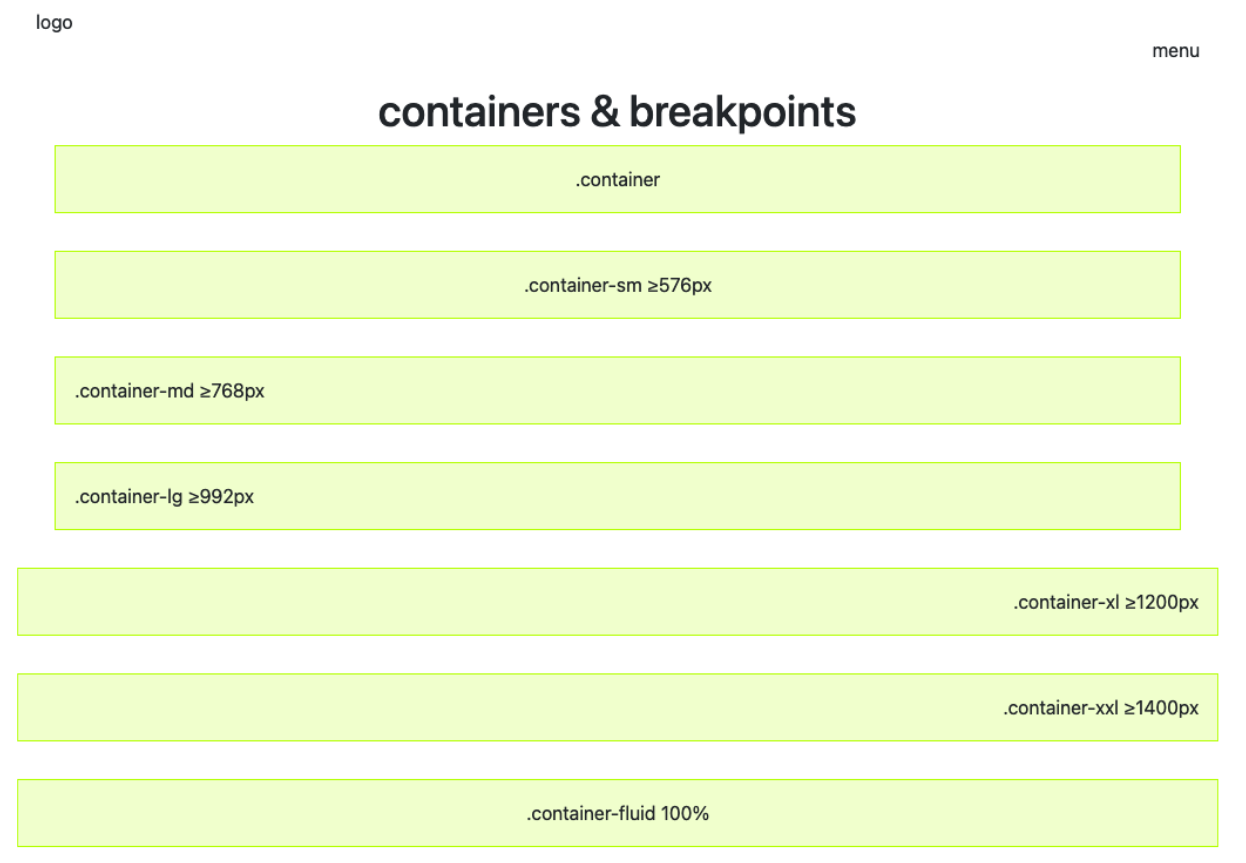 logo
menu
containers & breakpoints
.container
.container-sm ≥576px
.container-md ≥768px
.container-lg ≥992px
.container-xl ≥1200px
.container-xxl ≥1400px
.container-fluid 100%